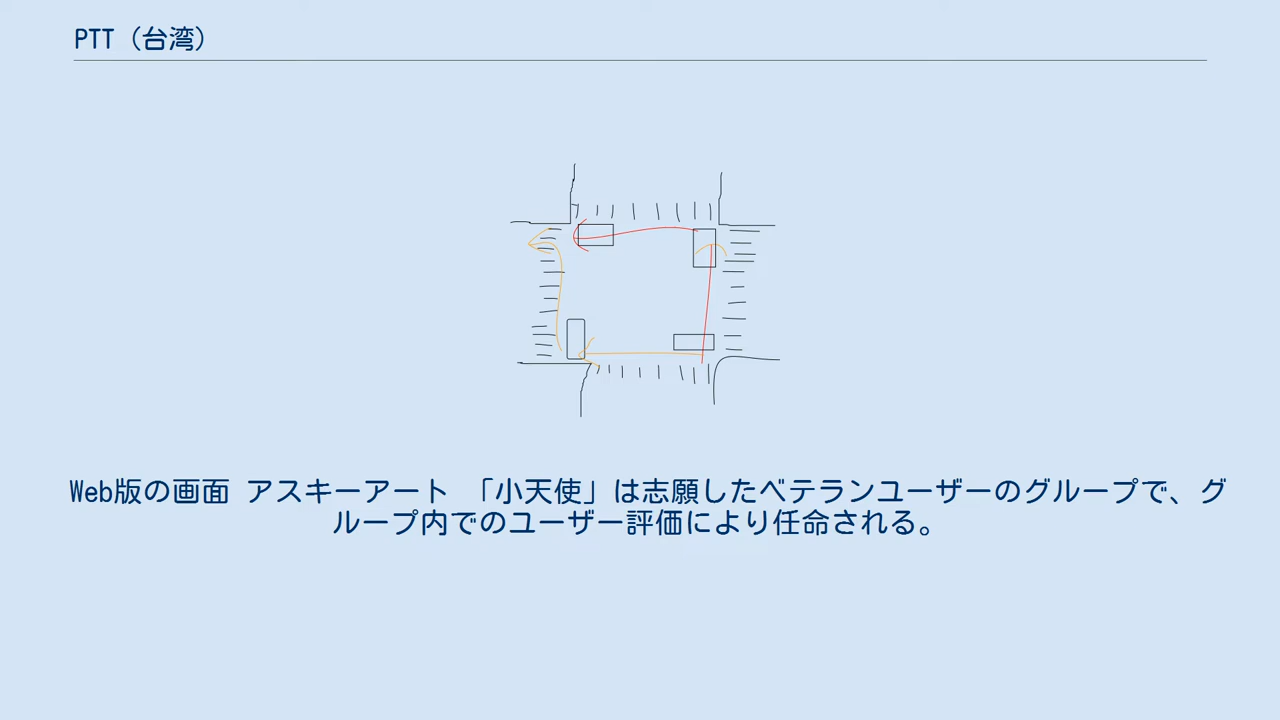 PTT（台湾）
Web版の画面 アスキーアート 「小天使」は志願したベテランユーザーのグループで、グ
ループ内でのユーザー評価により任命される。